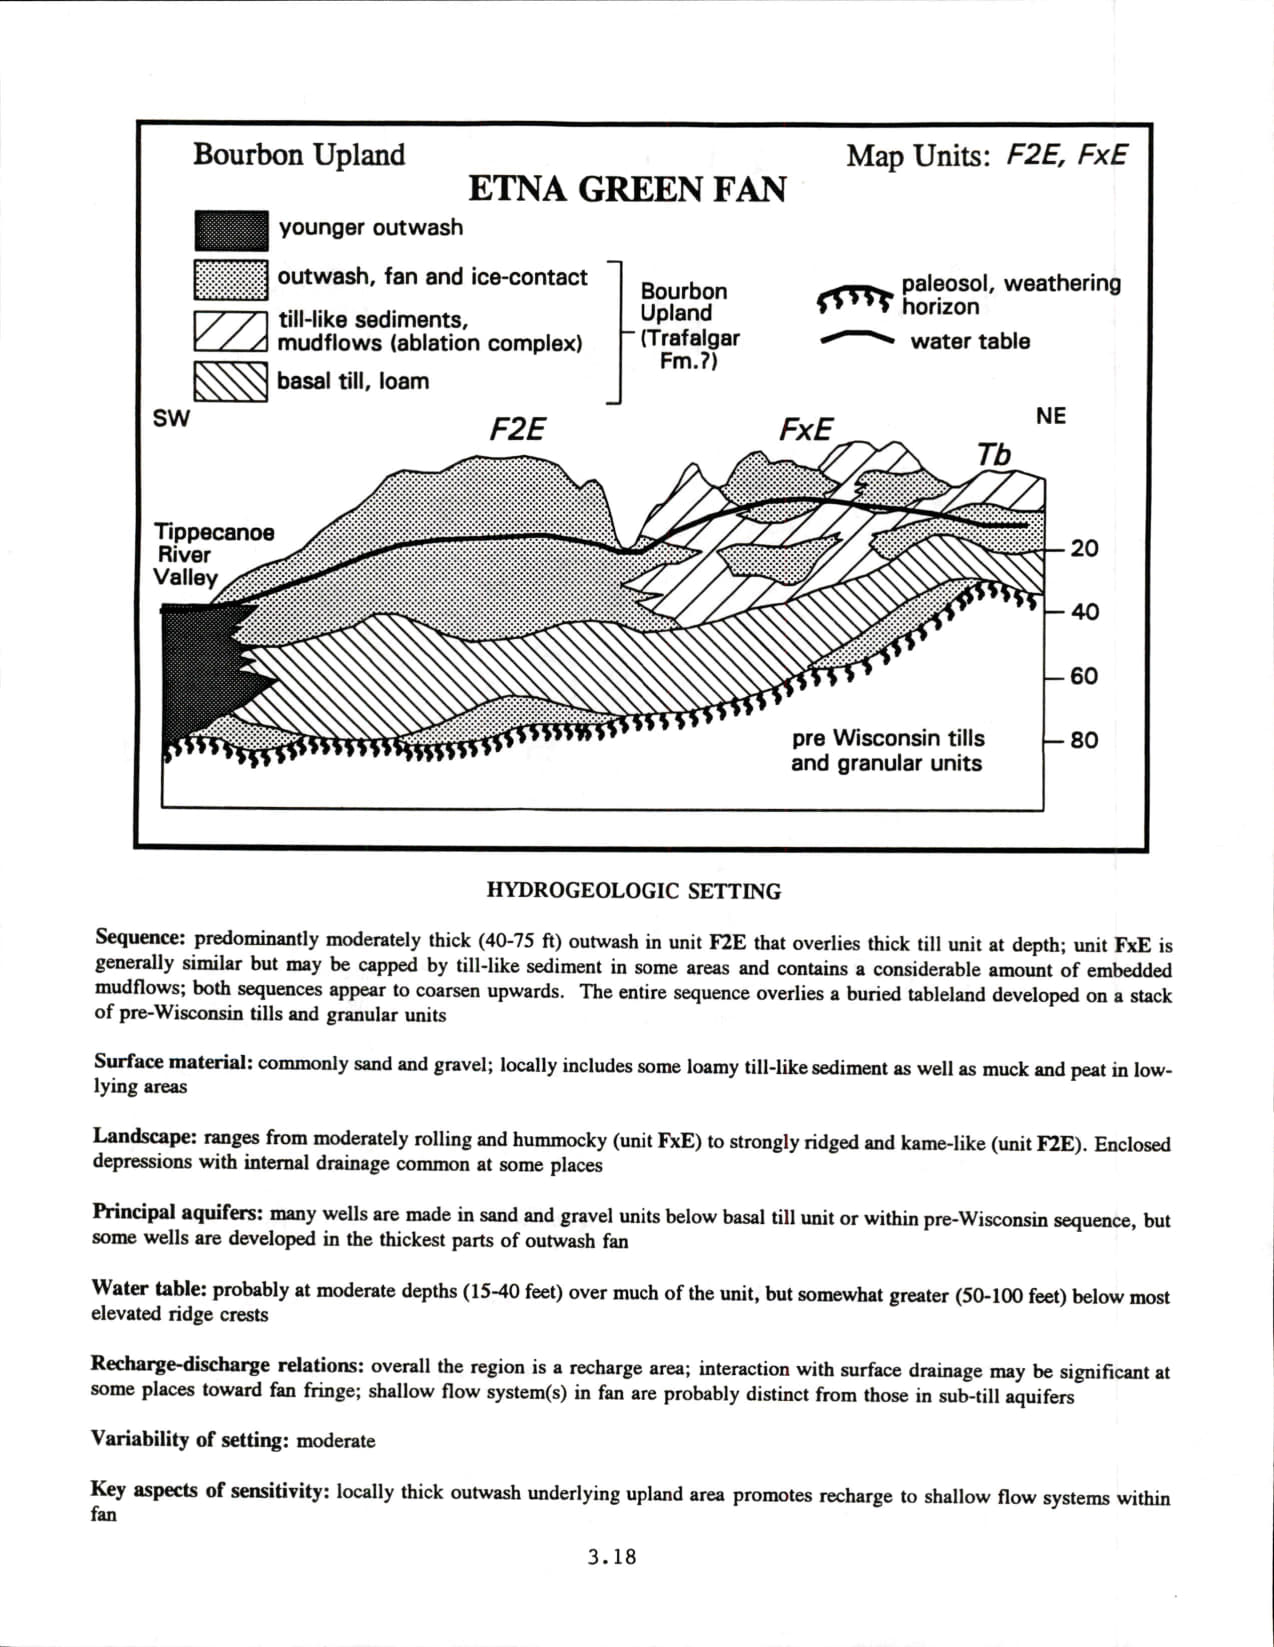 Bourbon Upland
Map Units: F2E, FxE
ETNA GREEN FAN
younger outwash
outwash, fan and ice-contact
till-like sediments,
mudflows (ablation complex)
basal till, loam
Bourbon
Upland
(Trafalgar
Fm.?)
paleosol, weathering
horizon
water table
SW
F2E
FxE
NE
Tb
Tippecanoe
River
Valley
20
40
60
80
pre Wisconsin tills
and granular units
HYDROGEOLOGIC SETTING
Sequence: predominantly moderately thick (40-75 ft) outwash in unit F2E that overlies thick till unit at depth; unit FxE is
generally similar but may be capped by till-like sediment in some areas and contains a considerable amount of embedded
mudflows; both sequences appear to coarsen upwards. The entire sequence overlies a buried tableland developed on a stack
of pre-Wisconsin tills and granular units
Surface material: commonly sand and gravel; locally includes some loamy till-like sediment as well as muck and peat in low-
lying areas
Landscape: ranges from moderately rolling and hummocky (unit FxE) to strongly ridged and kame-like (unit F2E). Enclosed
depressions with internal drainage common at some places
Principal aquifers: many wells are made in sand and gravel units below basal till unit or within pre-Wisconsin sequence, but
some wells are developed in the thickest parts of outwash fan
Water table: probably at moderate depths (15-40 feet) over much of the unit, but somewhat greater (50-100 feet) below most
elevated ridge crests
Recharge-discharge relations: overall the region is a recharge area; interaction with surface drainage may be significant at
some places toward fan fringe; shallow flow system(s) in fan are probably distinct from those in sub-till aquifers
Variability of setting: moderate
Key aspects of sensitivity: locally thick outwash underlying upland area promotes recharge to shallow flow systems within
fan
3.18